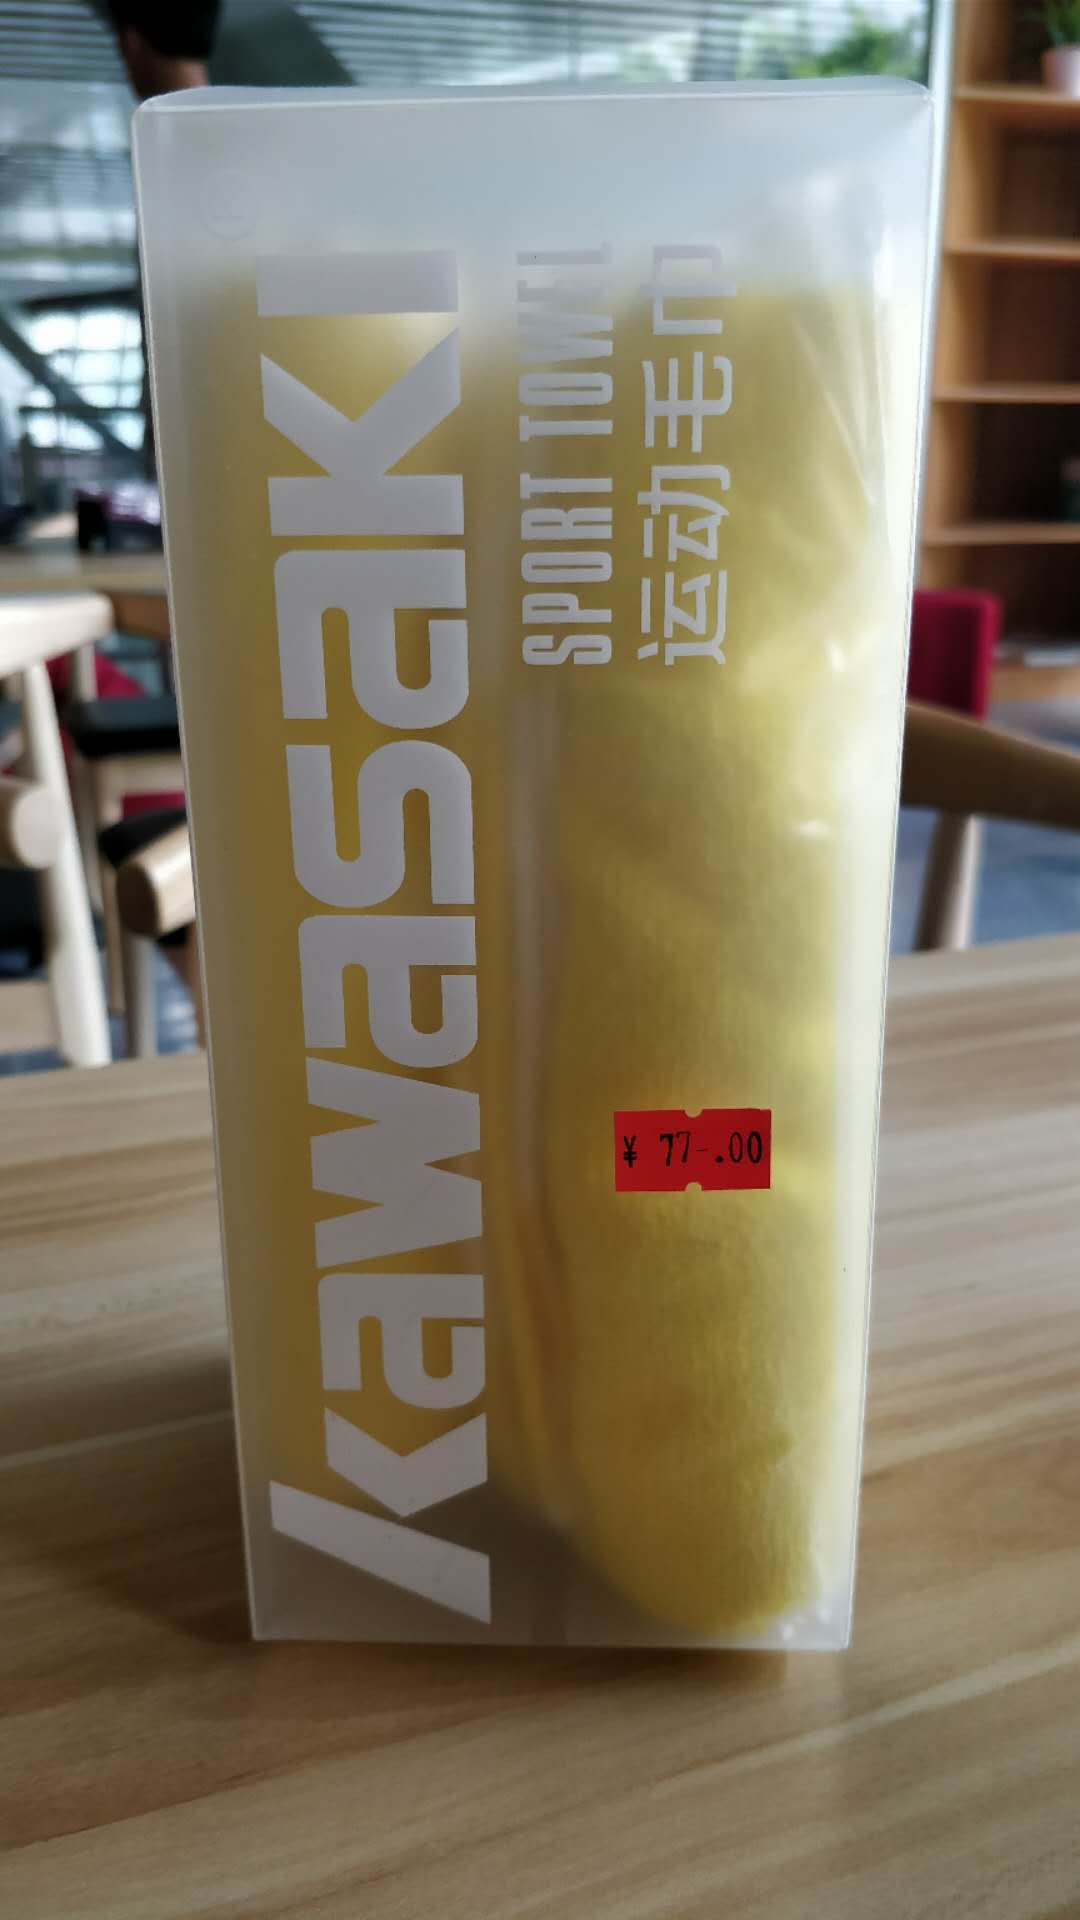 kawasaki
SPORT TOWEL
运动毛巾
¥ 77-.00